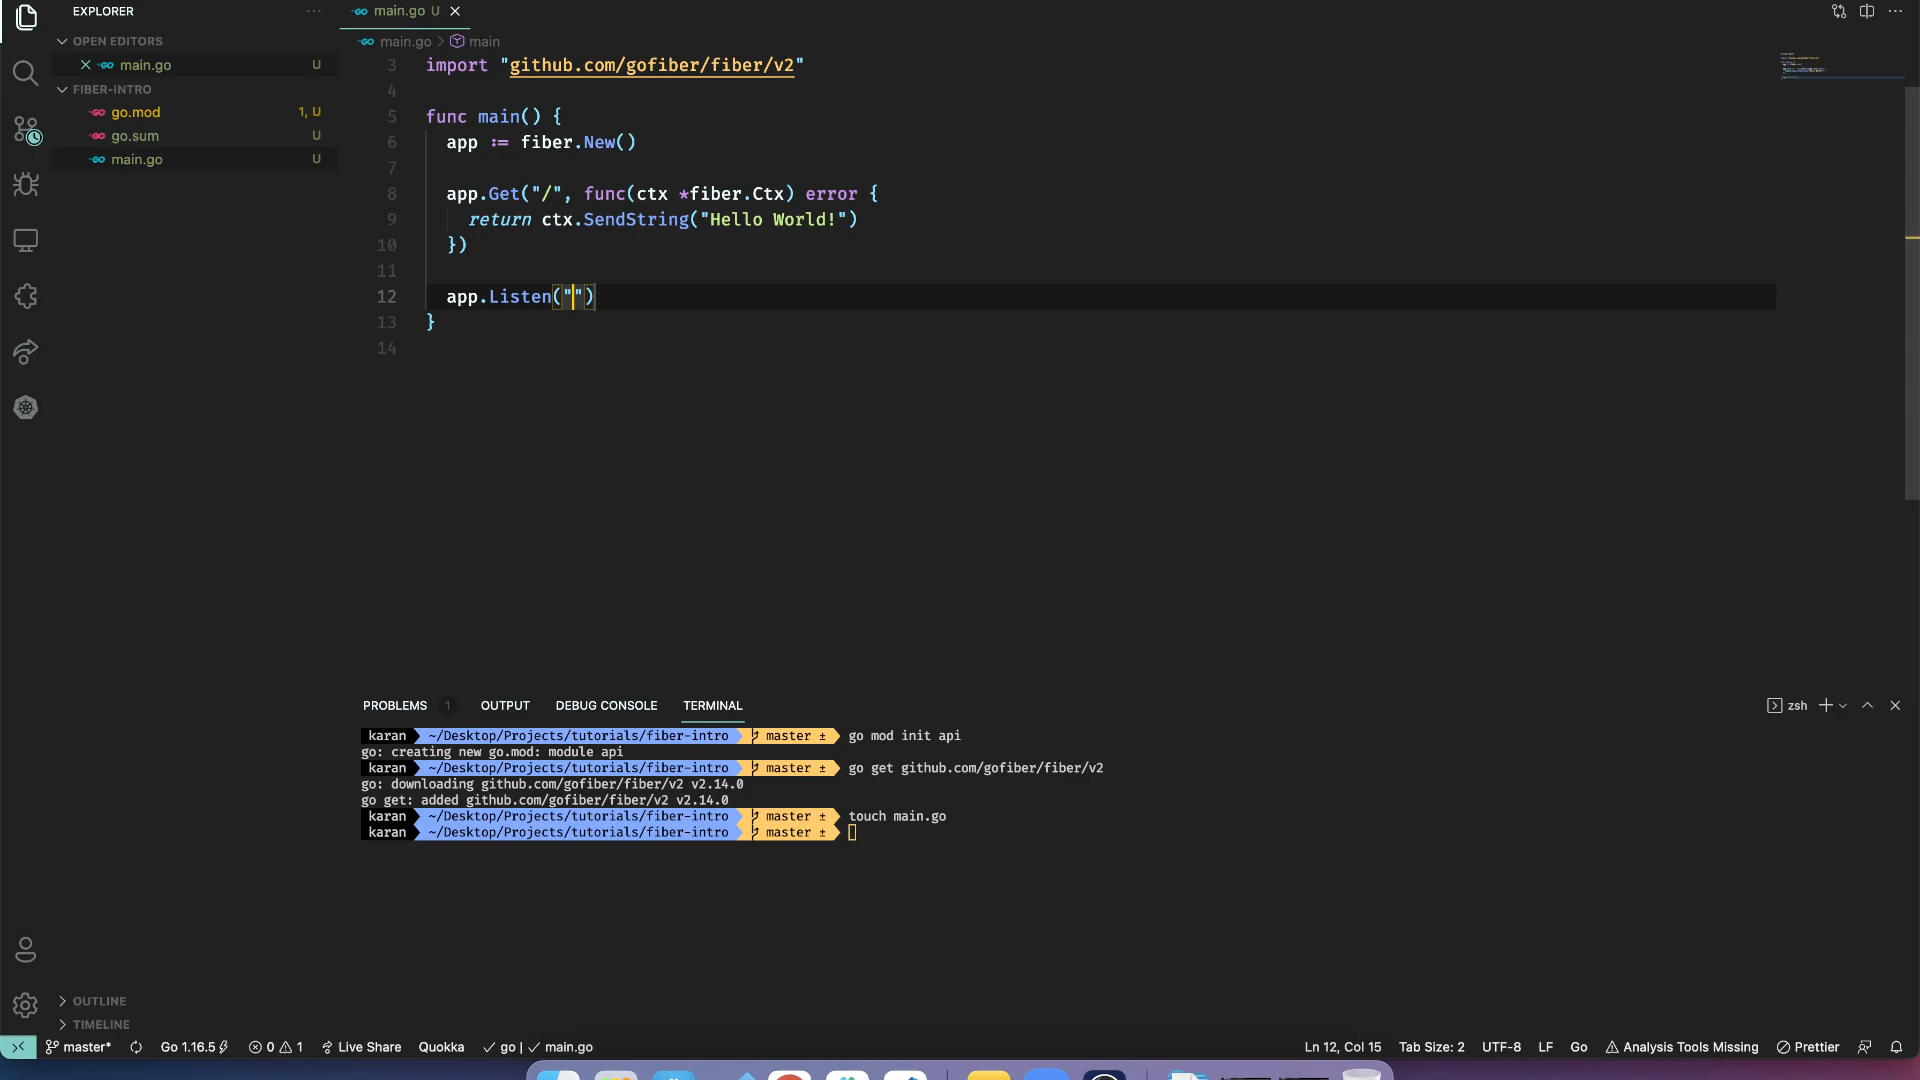 EXPLORER
OPEN EDITORS
main.go U
FIBER-INTRO
go.mod 1, U
go.sum U
main.go U
OUTLINE
TIMELINE
main.go U
main.go > main
3 import "github.com/gofiber/fiber/v2"
4
5 func main() {
6 app := fiber.New()
7
8 app.Get("/", func(ctx *fiber.Ctx) error {
9 return ctx.SendString("Hello World!")
10 })
11
12 app.Listen("")
13 }
14
PROBLEMS 1 OUTPUT DEBUG CONSOLE TERMINAL
zsh
karan ~/Desktop/Projects/tutorials/fiber-intro master ± go mod init api
go: creating new go.mod: module api
karan ~/Desktop/Projects/tutorials/fiber-intro master ± go get github.com/gofiber/fiber/v2
go: downloading github.com/gofiber/fiber/v2 v2.14.0
go get: added github.com/gofiber/fiber/v2 v2.14.0
karan ~/Desktop/Projects/tutorials/fiber-intro master ± touch main.go
karan ~/Desktop/Projects/tutorials/fiber-intro master ±
master* Go 1.16.5 0 1 Live Share Quokka go | main.go Ln 12, Col 15 Tab Size: 2 UTF-8 LF Go Analysis Tools Missing Prettier